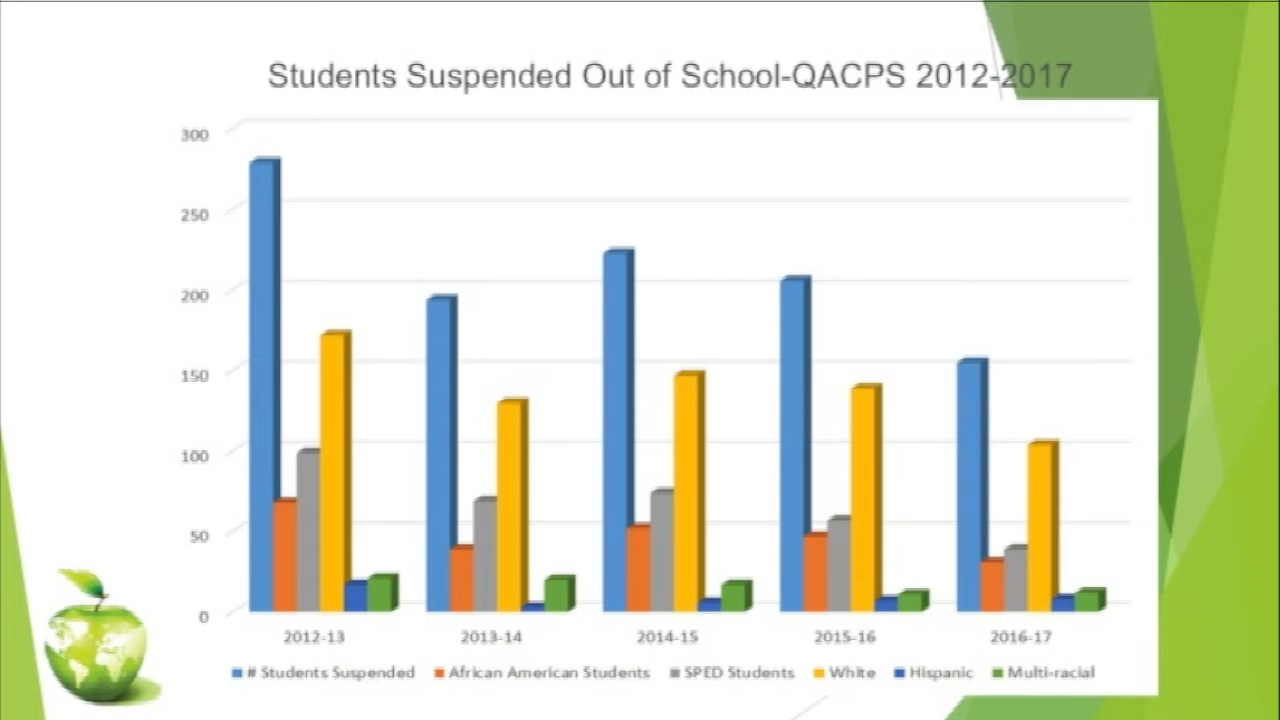 Students Suspended Out of School-QACPS 2012-2017
300
250
200
150
100
50
0
2012-13 2013-14 2014-15 2015-16 2016-17
# Students Suspended African American Students SPED Students White Hispanic Multi-racial